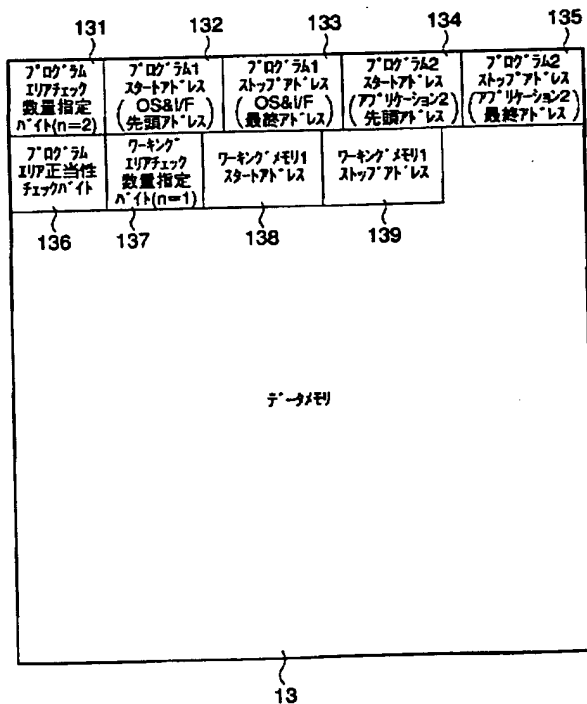 131 132 133 134 135
プログラム プログラム1 プログラム1 プログラム2 プログラム2
エリアチェック スタートアドレス ストップアドレス スタートアドレス ストップアドレス
数量指定 (OS&I/F (OS&I/F (アプリケーション2 (アプリケーション2
バイト(n=2) 先頭アドレス) 最終アドレス) 先頭アドレス) 最終アドレス)
プログラム ワーキング ワーキングメモリ1 ワーキングメモリ1
エリア正当性 エリアチェック スタートアドレス ストップアドレス
チェックバイト 数量指定
バイト(n=1)
136 137 138 139
データメモリ
13